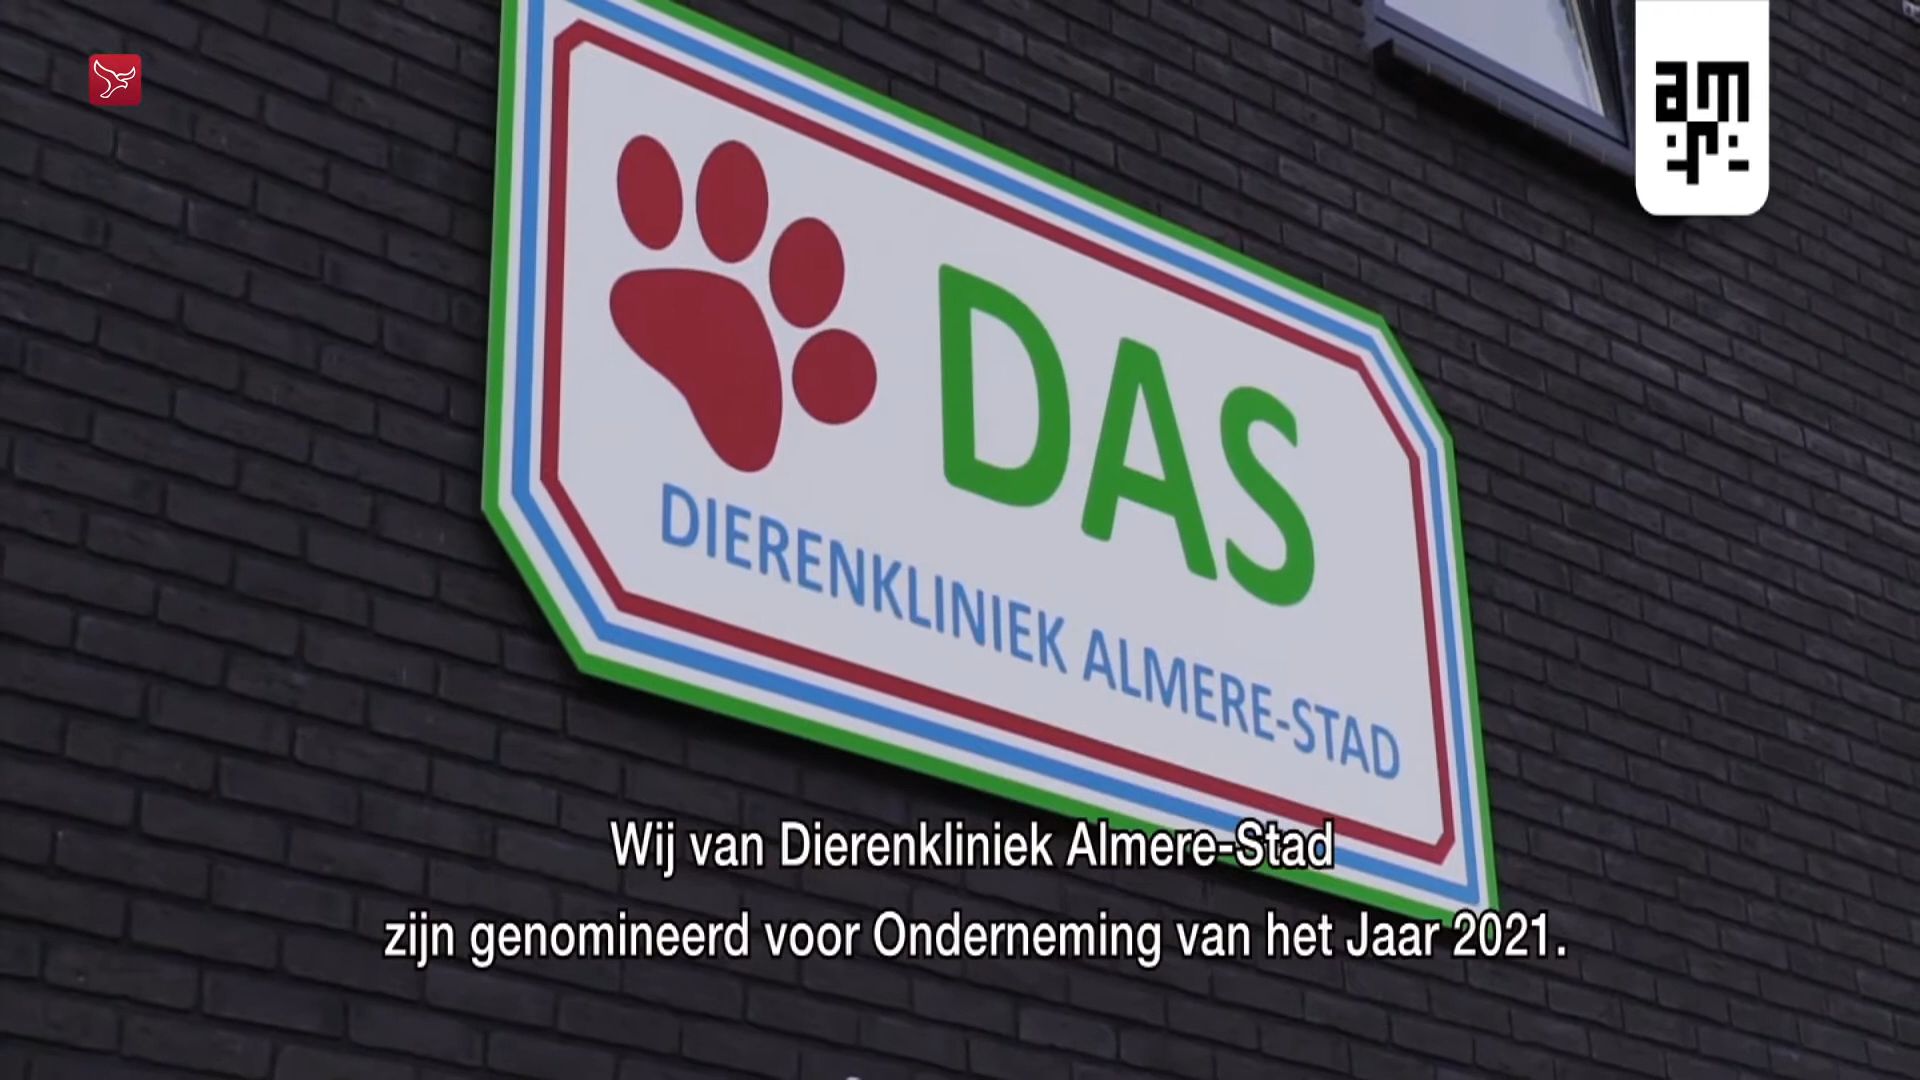 DAS
DIERENKLINIEK ALMERE-STAD
Wij van Dierenkliniek Almere-Stad
zijn genomineerd voor Onderneming van het Jaar 2021.